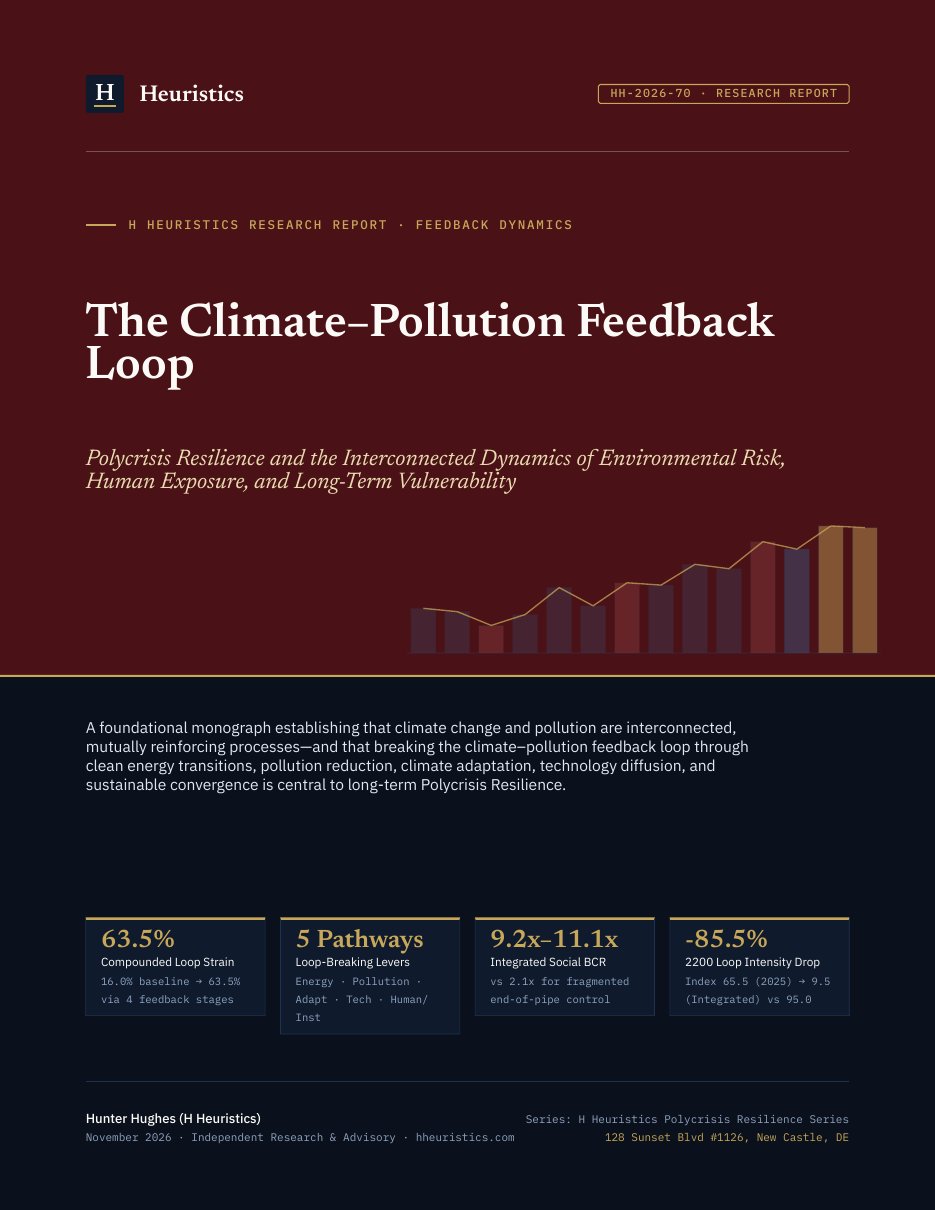 H
Heuristics
HH-2026-70 · RESEARCH REPORT
H HEURISTICS RESEARCH REPORT · FEEDBACK DYNAMICS
The Climate–Pollution Feedback
Loop
Polycrisis Resilience and the Interconnected Dynamics of Environmental Risk,
Human Exposure, and Long-Term Vulnerability
A foundational monograph establishing that climate change and pollution are interconnected,
mutually reinforcing processes—and that breaking the climate–pollution feedback loop through
clean energy transitions, pollution reduction, climate adaptation, technology diffusion, and
sustainable convergence is central to long-term Polycrisis Resilience.
63.5%
Compounded Loop Strain
16.0% baseline → 63.5%
via 4 feedback stages
5 Pathways
Loop-Breaking Levers
Energy · Pollution ·
Adapt · Tech · Human/
Inst
9.2x–11.1x
Integrated Social BCR
vs 2.1x for fragmented
end-of-pipe control
-85.5%
2200 Loop Intensity Drop
Index 65.5 (2025) → 9.5
(Integrated) vs 95.0
Hunter Hughes (H Heuristics)
November 2026 · Independent Research & Advisory · hheuristics.com
Series: H Heuristics Polycrisis Resilience Series
128 Sunset Blvd #1126, New Castle, DE